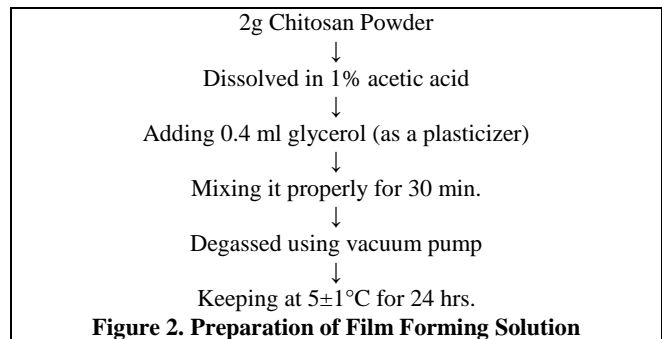 2g Chitosan Powder
↓
Dissolved in 1% acetic acid
↓
Adding 0.4 ml glycerol (as a plasticizer)
↓
Mixing it properly for 30 min.
↓
Degassed using vacuum pump
↓
Keeping at 5±1°C for 24 hrs.
Figure 2. Preparation of Film Forming Solution